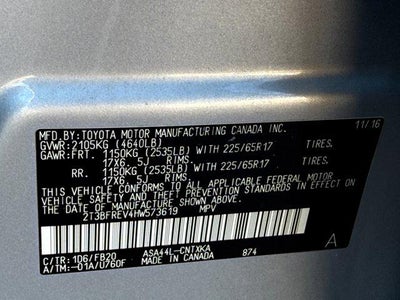 MFD.BY:TOYOTA MOTOR MANUFACTURING CANADA INC. 11/16
GVWR:2105KG (4640LB)
GAWR:FRT. 1150KG (2535LB) WITH 225/65R17 TIRES,
17X6. 5J RIMS.
RR. 1150KG (2535LB) WITH 225/65R17 TIRES,
17X6. 5J RIMS.
THIS VEHICLE CONFORMS TO ALL APPLICABLE FEDERAL MOTOR
VEHICLE SAFETY AND THEFT PREVENTION STANDARDS IN EFFECT ON
THE DATE OF MANUFACTURE SHOWN ABOVE.
2T3BFREV4HW573619 MPV
C/TR:1D6/FB20 ASA44L-CNTXKA 874
A/TM:-01A/U760F MADE IN CANADA A